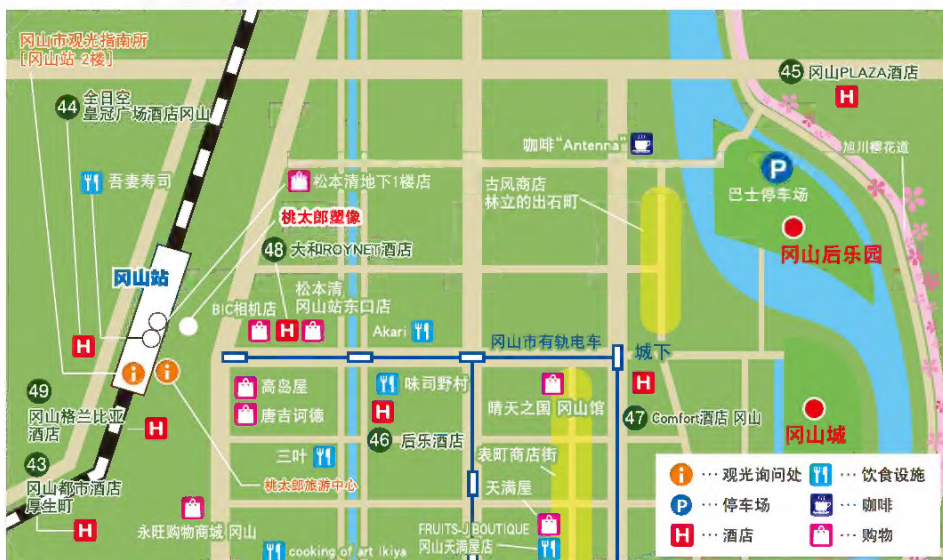 冈山市观光指南所
[冈山站 2楼]
44
全日空
皇冠广场酒店冈山
吾妻寿司
冈山站
松本清地下1楼店
桃太郎塑像
48 大和ROYNET酒店
松本清
冈山站东口店
BIC相机店
Akari
咖啡"Antenna"
古风商店
林立的出石町
45 冈山PLAZA酒店
旭川樱花道
P
巴士停车场
冈山后乐园
冈山市有轨电车
城下
高岛屋
唐吉诃德
味司野村
46 后乐酒店
晴天之国 冈山馆
47 Comfort酒店 冈山
冈山城
49
冈山格兰比亚
酒店
43
冈山都市酒店
厚生町
三叶
桃太郎旅游中心
永旺购物商城 冈山
表町商店街
天满屋
FRUITS-J BOUTIQUE
冈山天满屋店
cooking of art Ikiya
i …观光询问处
P …停车场
H …酒店
…饮食设施
…咖啡
…购物